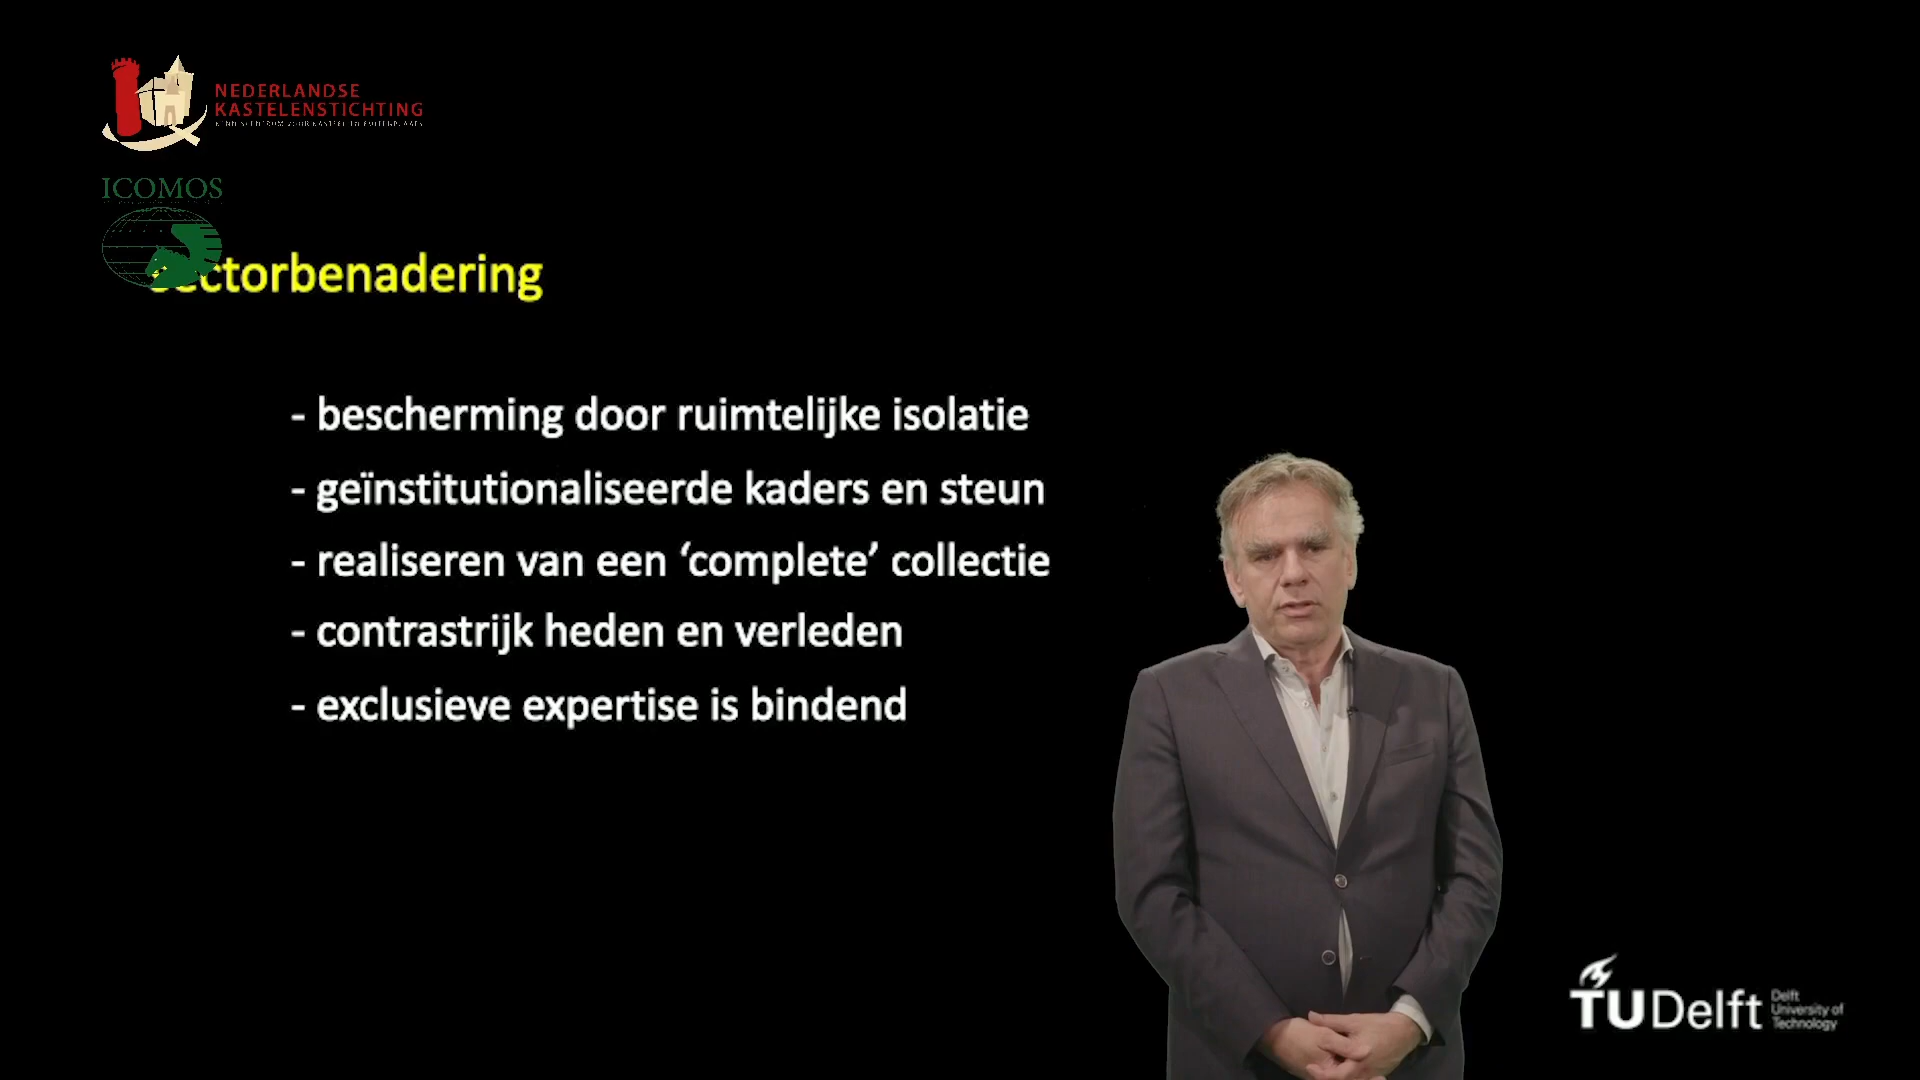 NEDERLANDSE
KASTELENSTICHTING
ICOMOS
sectorbenadering
- bescherming door ruimtelijke isolatie
- geïnstitutionaliseerde kaders en steun
- realiseren van een ‘complete’ collectie
- contrastrijk heden en verleden
- exclusieve expertise is bindend
TUDelft
Delft
University of
Technology